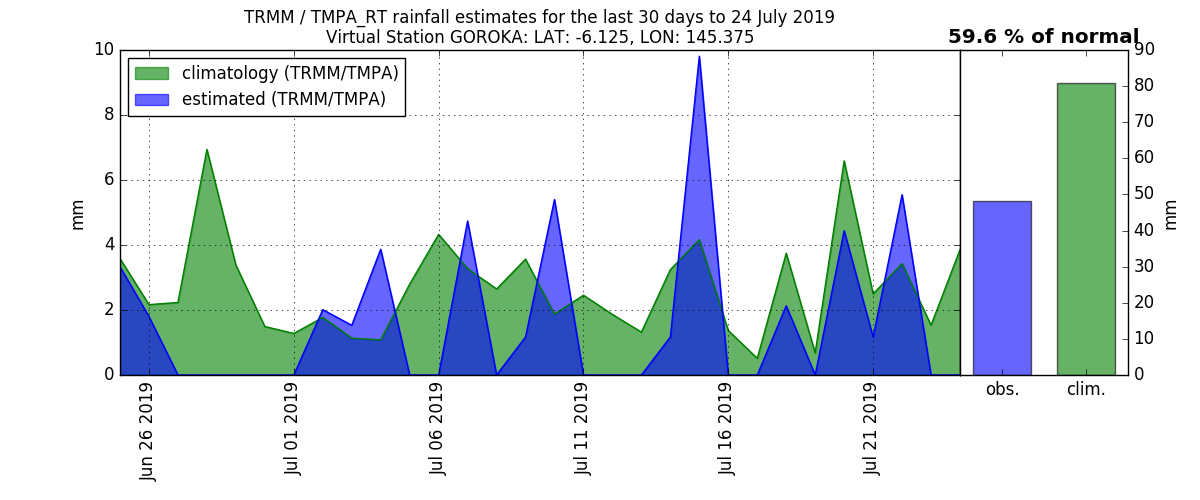 TRMM / TMPA_RT rainfall estimates for the last 30 days to 24 July 2019
Virtual Station GOROKA: LAT: -6.125, LON: 145.375
59.6 % of normal
climatology (TRMM/TMPA)
estimated (TRMM/TMPA)
10
8
6
4
2
0
mm
Jun 26 2019
Jul 01 2019
Jul 06 2019
Jul 11 2019
Jul 16 2019
Jul 21 2019
90
80
70
60
50
40
30
20
10
0
mm
obs.
clim.